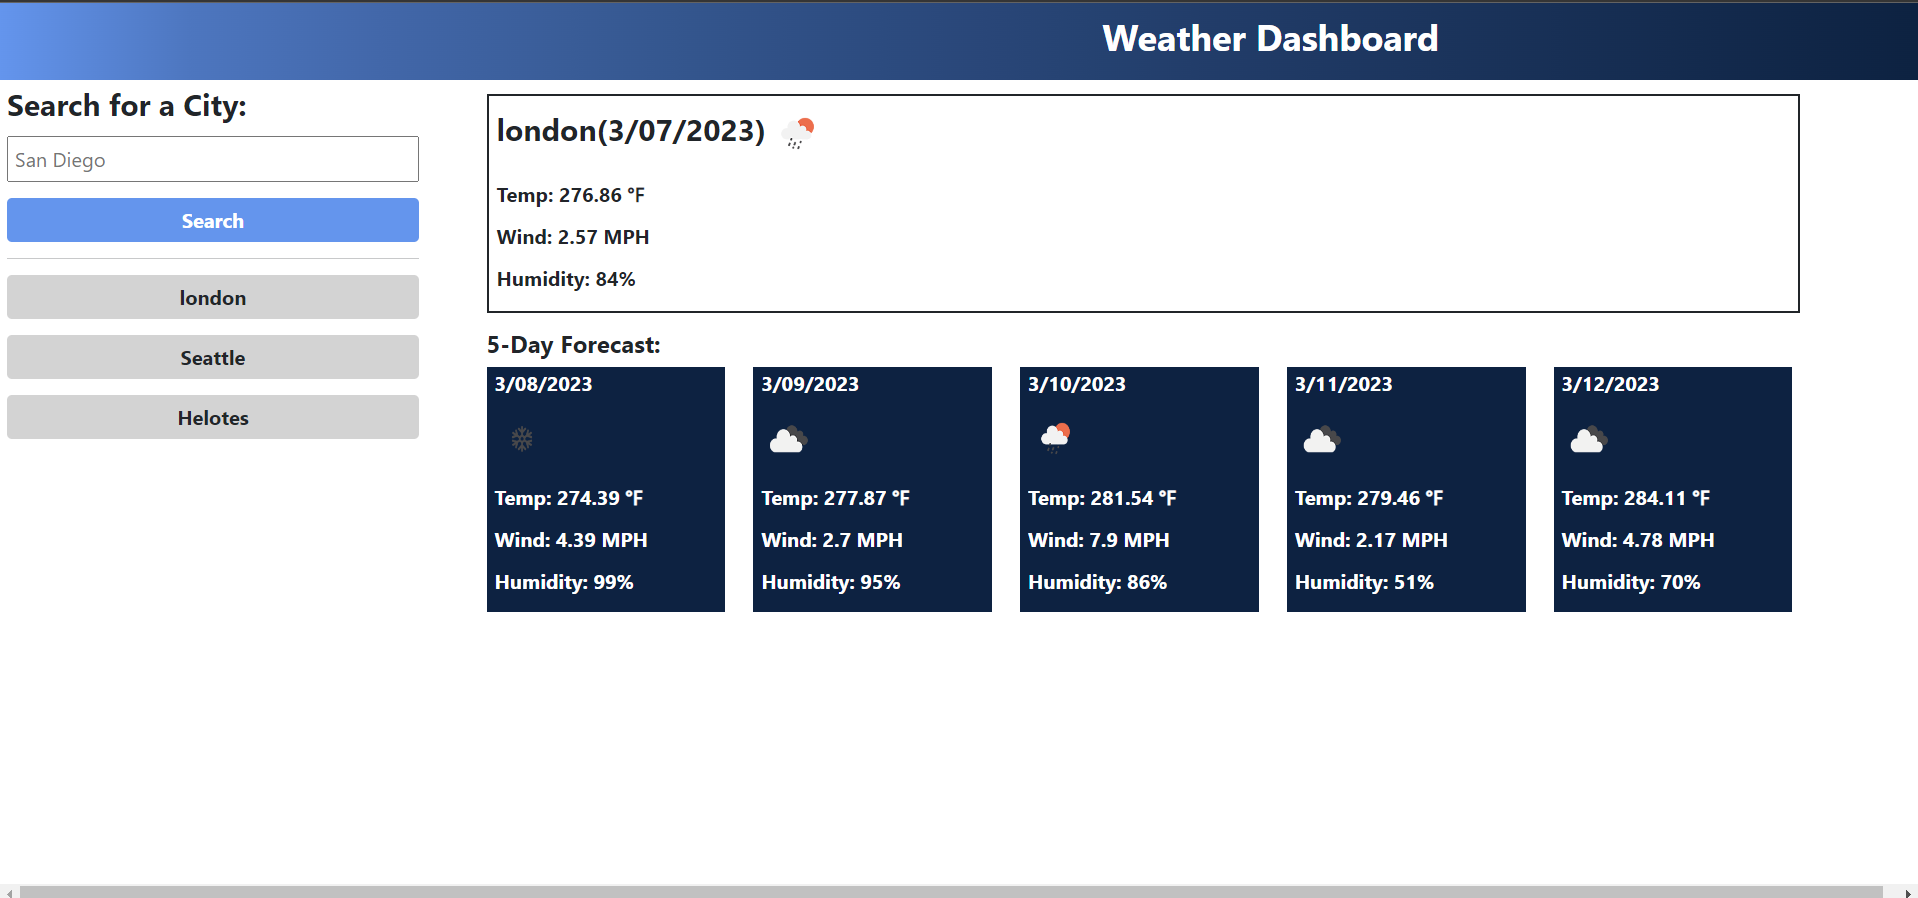 Weather Dashboard
Search for a City:
San Diego
Search
london
Seattle
Helotes
london(3/07/2023)
Temp: 276.86 °F
Wind: 2.57 MPH
Humidity: 84%
5-Day Forecast:
3/08/2023
Temp: 274.39 °F
Wind: 4.39 MPH
Humidity: 99%
3/09/2023
Temp: 277.87 °F
Wind: 2.7 MPH
Humidity: 95%
3/10/2023
Temp: 281.54 °F
Wind: 7.9 MPH
Humidity: 86%
3/11/2023
Temp: 279.46 °F
Wind: 2.17 MPH
Humidity: 51%
3/12/2023
Temp: 284.11 °F
Wind: 4.78 MPH
Humidity: 70%